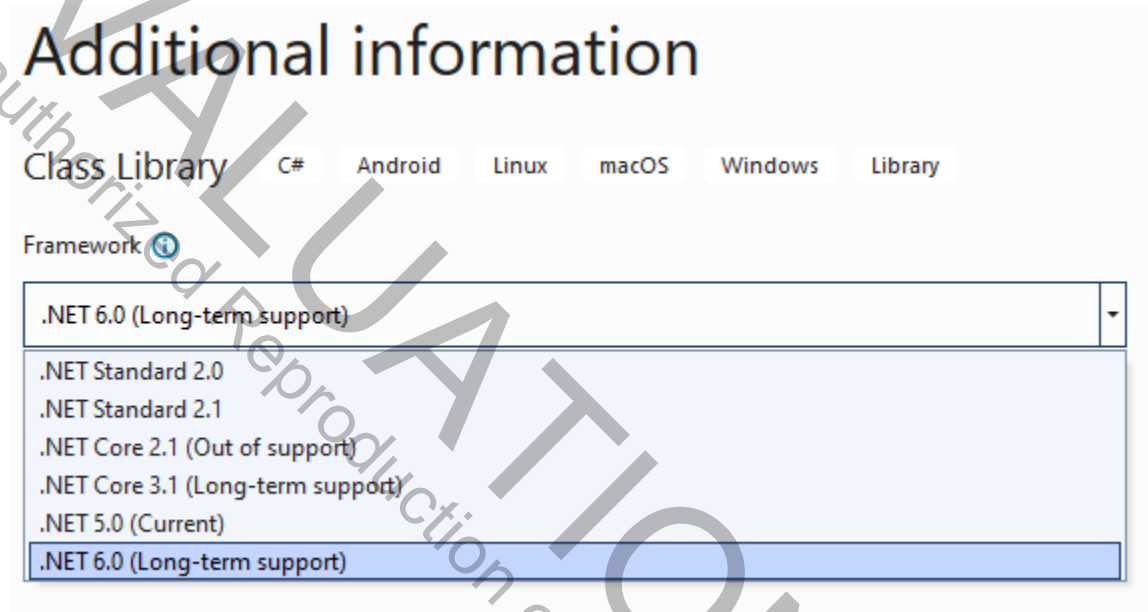 Additional information
Class Library C# Android Linux macOS Windows Library
Framework
.NET 6.0 (Long-term support)
.NET Standard 2.0
.NET Standard 2.1
.NET Core 2.1 (Out of support)
.NET Core 3.1 (Long-term support)
.NET 5.0 (Current)
.NET 6.0 (Long-term support)
VALUATION
uthorized Reproduction